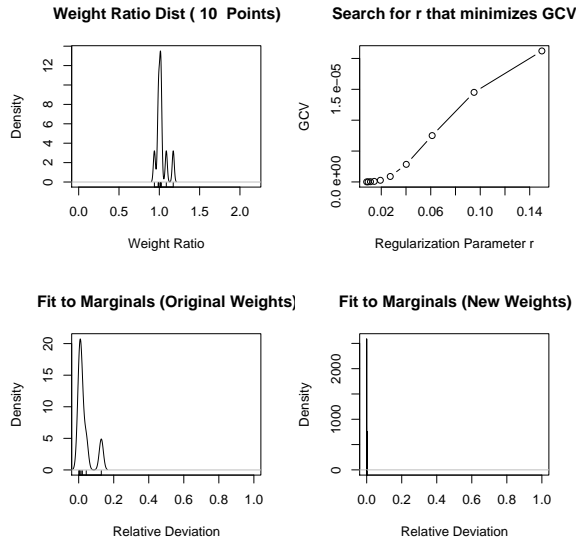 Weight Ratio Dist ( 10 Points)
Density
0 2 4 6 8 12
0.0 0.5 1.0 1.5 2.0
Weight Ratio
Search for r that minimizes GCV
GCV
0.0 e+00 1.5 e−05
0.02 0.06 0.10 0.14
Regularization Parameter r
Fit to Marginals (Original Weights)
Density
0 5 10 15 20
0.0 0.2 0.4 0.6 0.8 1.0
Relative Deviation
Fit to Marginals (New Weights)
Density
0 1000 2000
0.0 0.2 0.4 0.6 0.8 1.0
Relative Deviation